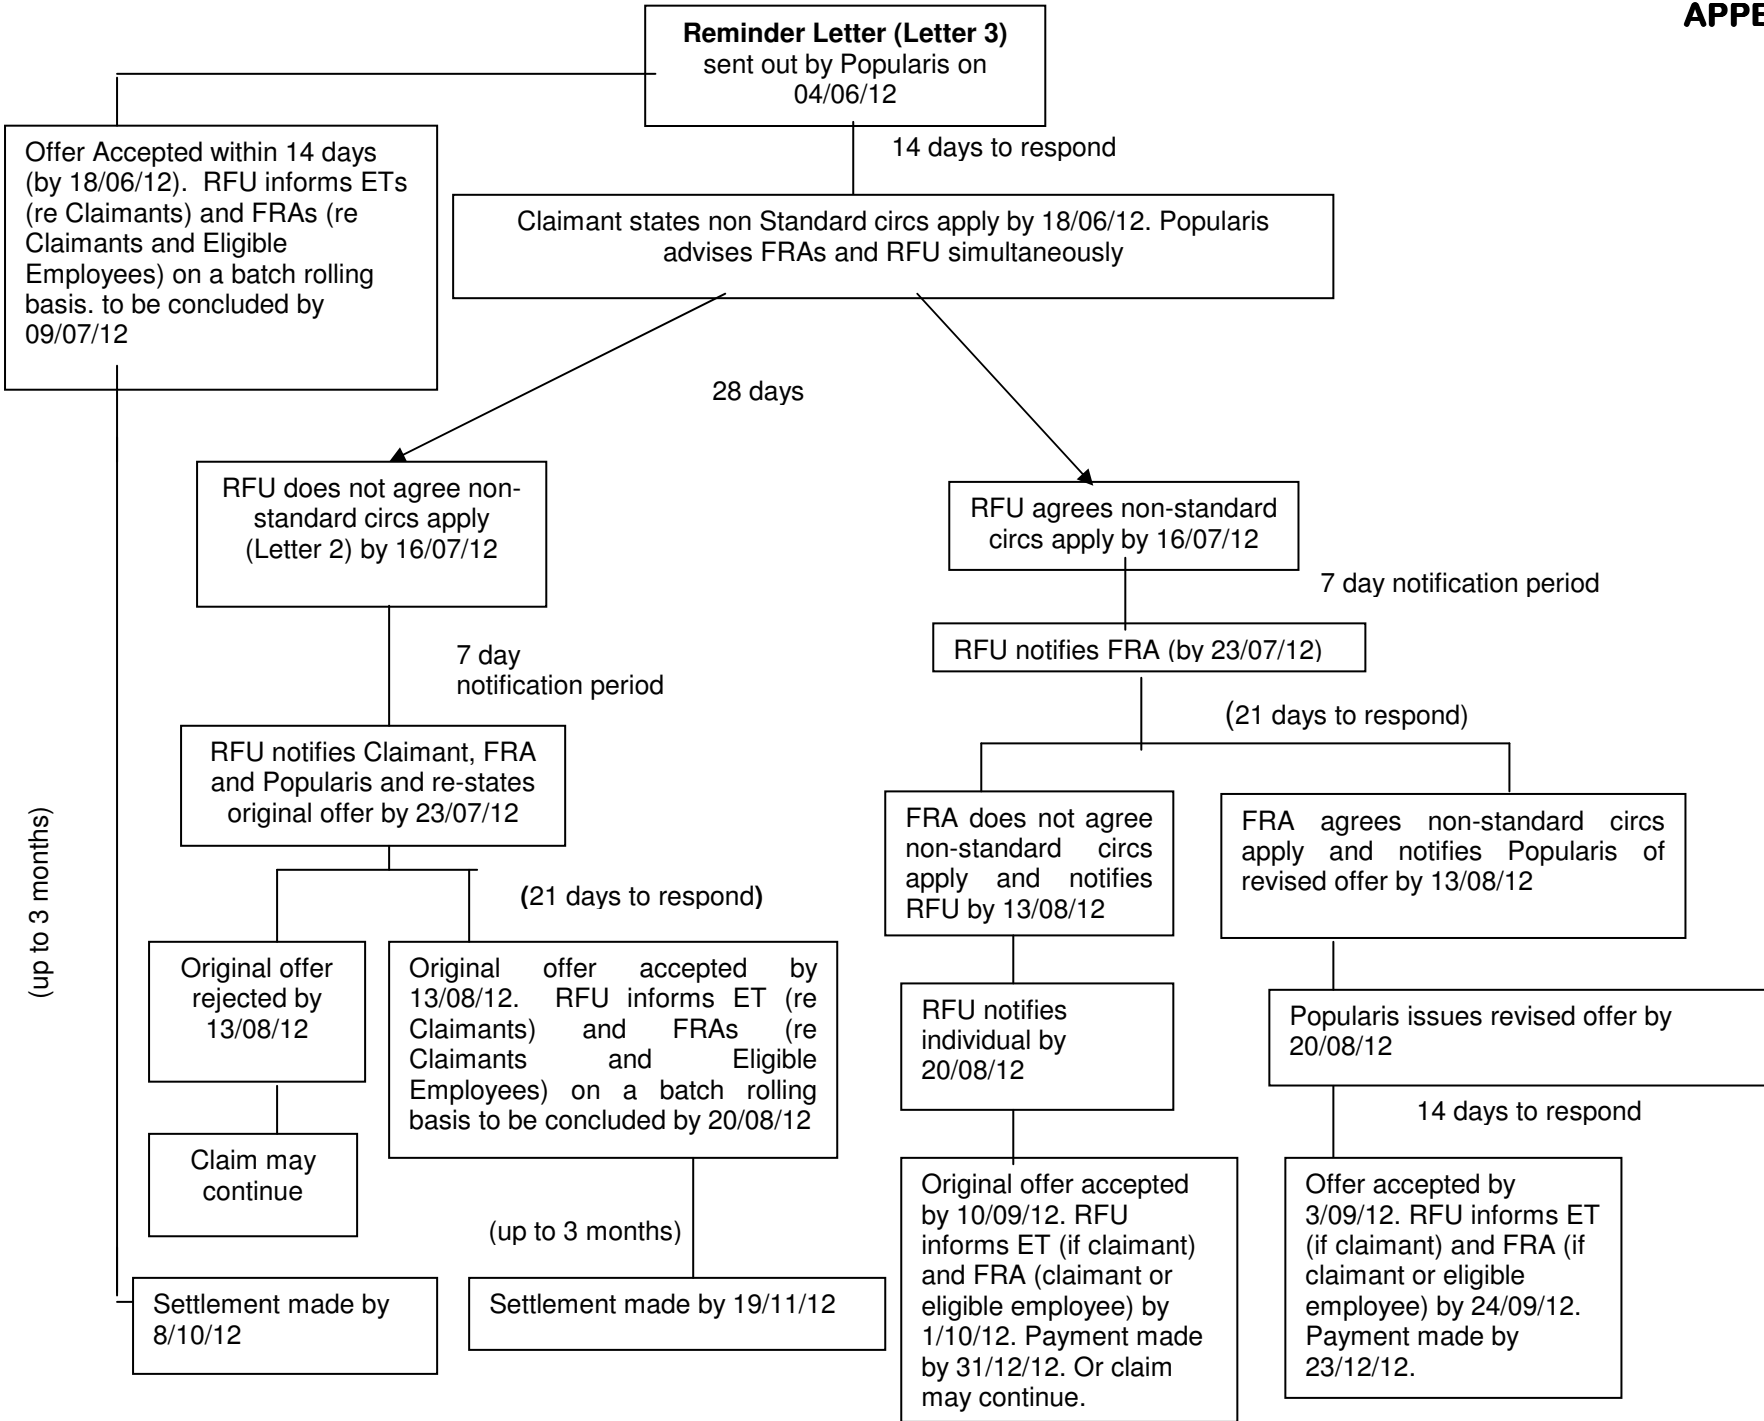 APPE
Reminder Letter (Letter 3)
sent out by Popularis on
04/06/12
14 days to respond
Offer Accepted within 14 days
(by 18/06/12).  RFU informs ETs
(re Claimants) and FRAs (re
Claimants and Eligible
Employees) on a batch rolling
basis. to be concluded by
09/07/12
Claimant states non Standard circs apply by 18/06/12. Popularis
advises FRAs and RFU simultaneously
28 days
RFU does not agree non-
standard circs apply
(Letter 2) by 16/07/12
RFU agrees non-standard
circs apply by 16/07/12
7 day notification period
RFU notifies FRA (by 23/07/12)
7 day
notification period
(21 days to respond)
RFU notifies Claimant, FRA
and Popularis and re-states
original offer by 23/07/12
(up to 3 months)
FRA does not agree
non-standard circs
apply and notifies
RFU by 13/08/12
FRA agrees non-standard circs
apply and notifies Popularis of
revised offer by 13/08/12
(21 days to respond)
Original offer
rejected by
13/08/12
Original offer accepted by
13/08/12. RFU informs ET (re
Claimants) and FRAs (re
Claimants and Eligible
Employees) on a batch rolling
basis to be concluded by 20/08/12
RFU notifies
individual by
20/08/12
Popularis issues revised offer by
20/08/12
14 days to respond
Claim may
continue
(up to 3 months)
Original offer accepted
by 10/09/12. RFU
informs ET (if claimant)
and FRA (claimant or
eligible employee) by
1/10/12. Payment made
by 31/12/12. Or claim
may continue.
Offer accepted by
3/09/12. RFU informs ET
(if claimant) and FRA (if
claimant or eligible
employee) by 24/09/12.
Payment made by
23/12/12.
Settlement made by
8/10/12
Settlement made by 19/11/12